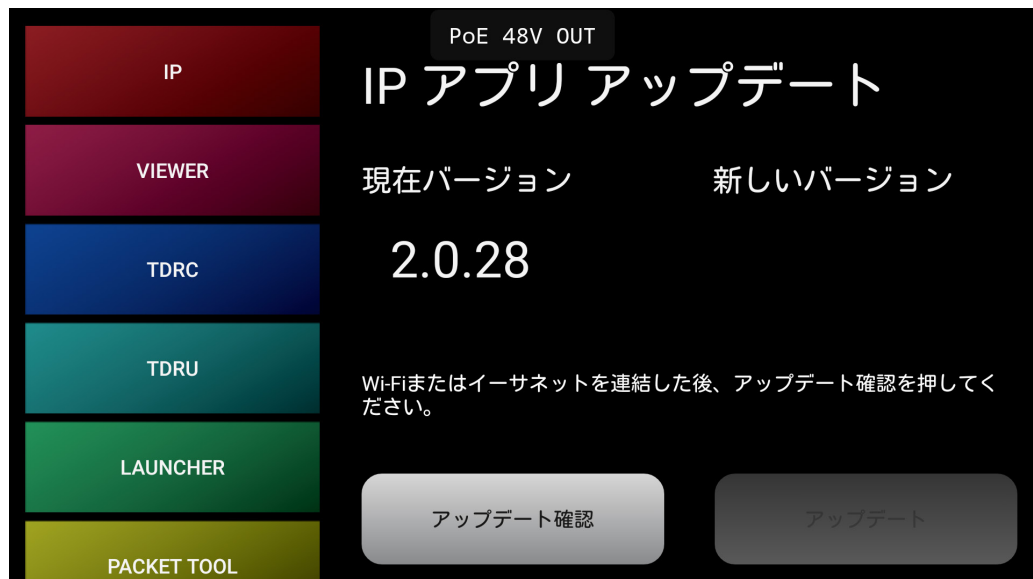 PoE 48V OUT
IP
VIEWER
TDRC
TDRU
LAUNCHER
PACKET TOOL
IP アプリ アップデート
現在バージョン
新しいバージョン
2.0.28
Wi-Fiまたはイーサネットを連結した後、アップデート確認を押してく
ださい。
アップデート確認
アップデート